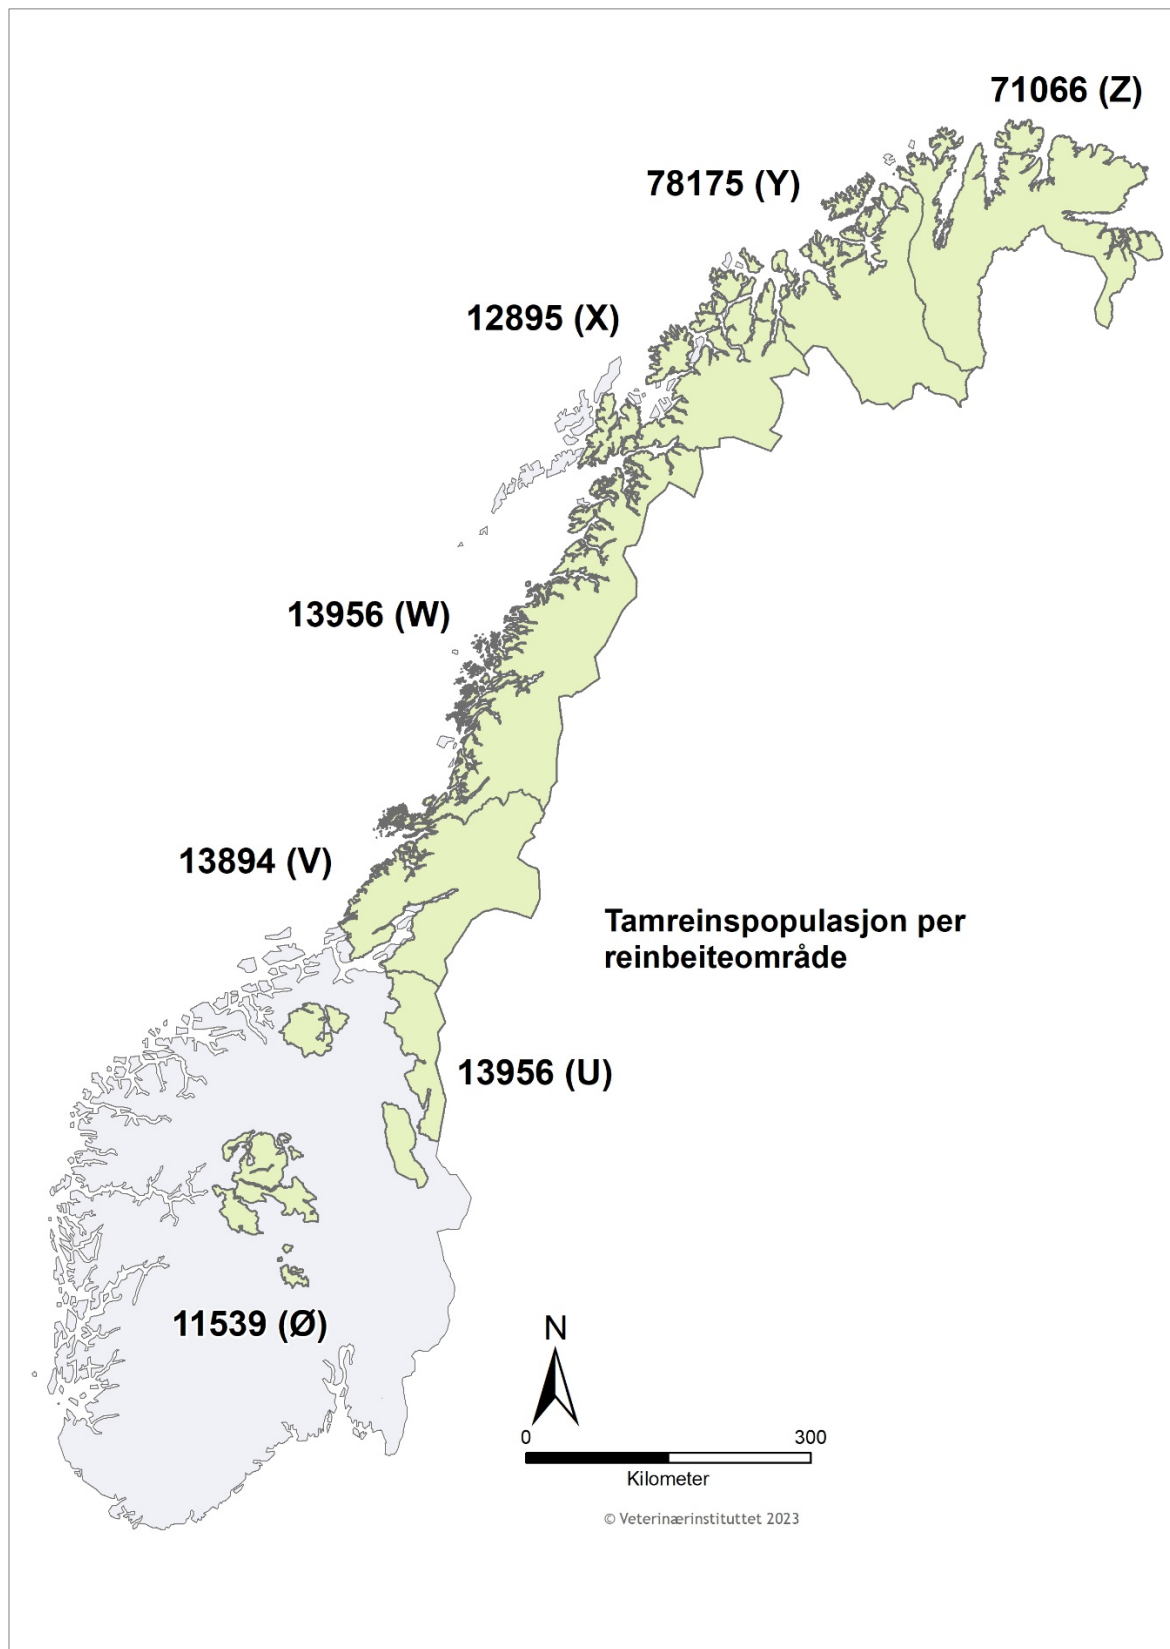 71066 (Z)
78175 (Y)
12895 (X)
13956 (W)
13894 (V)
Tamreinspopulasjon per
reinbeiteområde
13956 (U)
11539 (Ø)
N
0 300
Kilometer
© Veterinærinstituttet 2023